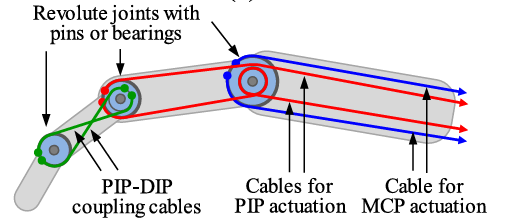 Revolute joints with
pins or bearings
PIP-DIP
coupling cables
Cables for
PIP actuation
Cable for
MCP actuation